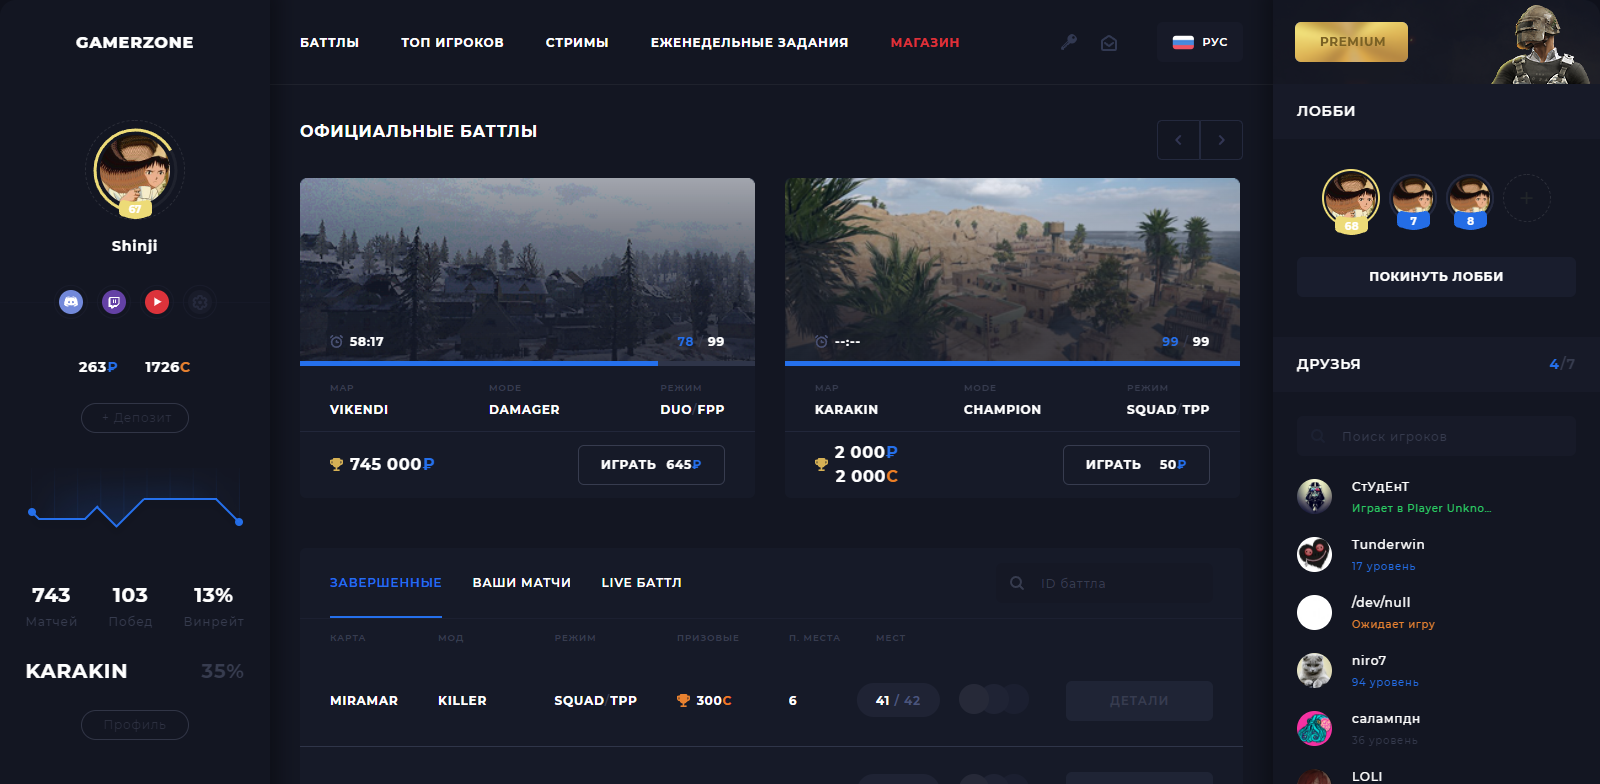 GAMERZONE
БАТТЛЫ
ТОП ИГРОКОВ
СТРИМЫ
ЕЖЕНЕДЕЛЬНЫЕ ЗАДАНИЯ
МАГАЗИН
РУС
PREMIUM
67
Shinji
263₽
1726C
+ Депозит
743
103
13%
Матчей
Побед
Винрейт
KARAKIN
35%
Профиль
ОФИЦИАЛЬНЫЕ БАТТЛЫ
58:17
78 / 99
MAP
MODE
РЕЖИМ
VIKENDI
DAMAGER
DUO/FPP
745 000₽
ИГРАТЬ 645₽
--:--
99 / 99
MAP
MODE
РЕЖИМ
KARAKIN
CHAMPION
SQUAD/TPP
2 000₽
2 000C
ИГРАТЬ 50₽
ЗАВЕРШЕННЫЕ
ВАШИ МАТЧИ
LIVE БАТТЛ
ID баттла
КАРТА
МОД
РЕЖИМ
ПРИЗОВЫЕ
П. МЕСТА
МЕСТ
MIRAMAR
KILLER
SQUAD/TPP
300C
6
41 / 42
ДЕТАЛИ
ЛОББИ
68
7
8
+
ПОКИНУТЬ ЛОББИ
ДРУЗЬЯ
4/7
Поиск игроков
СтУдЕнТ
Играет в Player Unkno...
Tunderwin
17 уровень
/dev/null
Ожидает игру
niro7
94 уровень
салампдн
36 уровень
LOLI